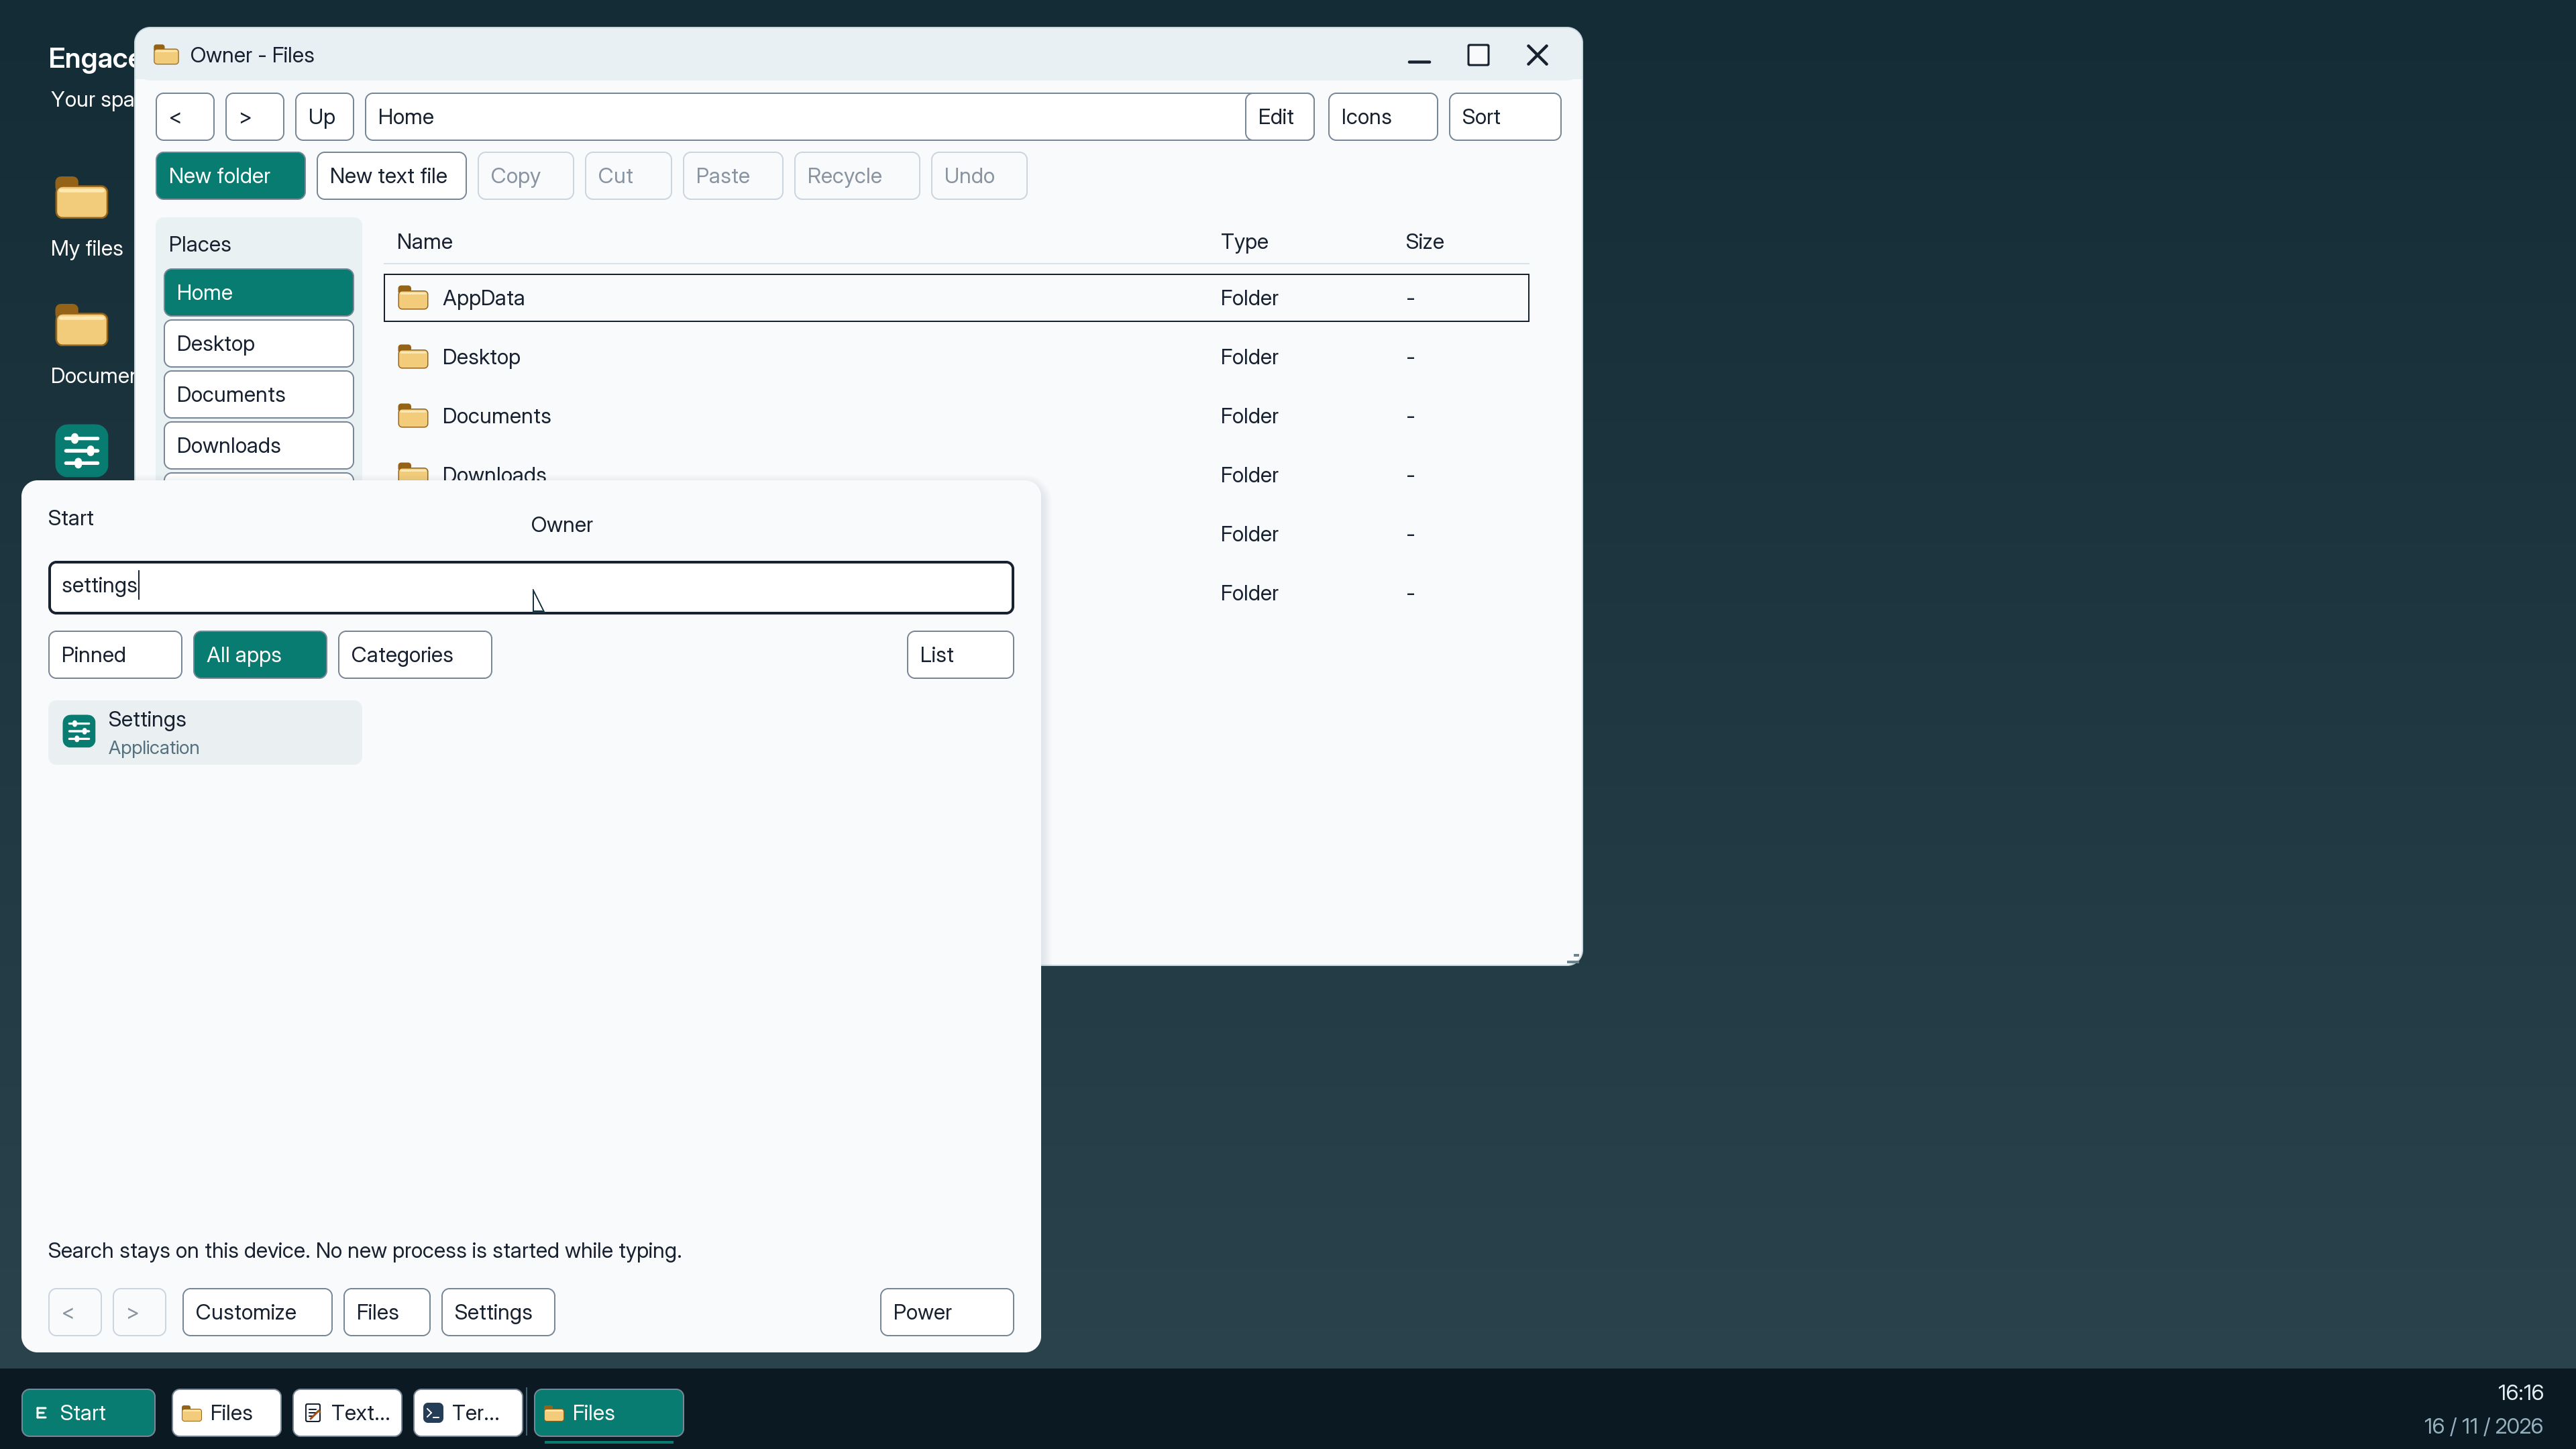 Engace
Your spa
My files
Documen
Owner - Files
< > Up Home Edit Icons Sort
New folder New text file Copy Cut Paste Recycle Undo
Places
Home
Desktop
Documents
Downloads
Name Type Size
AppData Folder -
Desktop Folder -
Documents Folder -
Downloads Folder -
Folder -
Folder -
Start Owner
settings
Pinned All apps Categories List
Settings
Application
Search stays on this device. No new process is started while typing.
< > Customize Files Settings Power
E Start Files Text... Ter... Files
16:16
16 / 11 / 2026